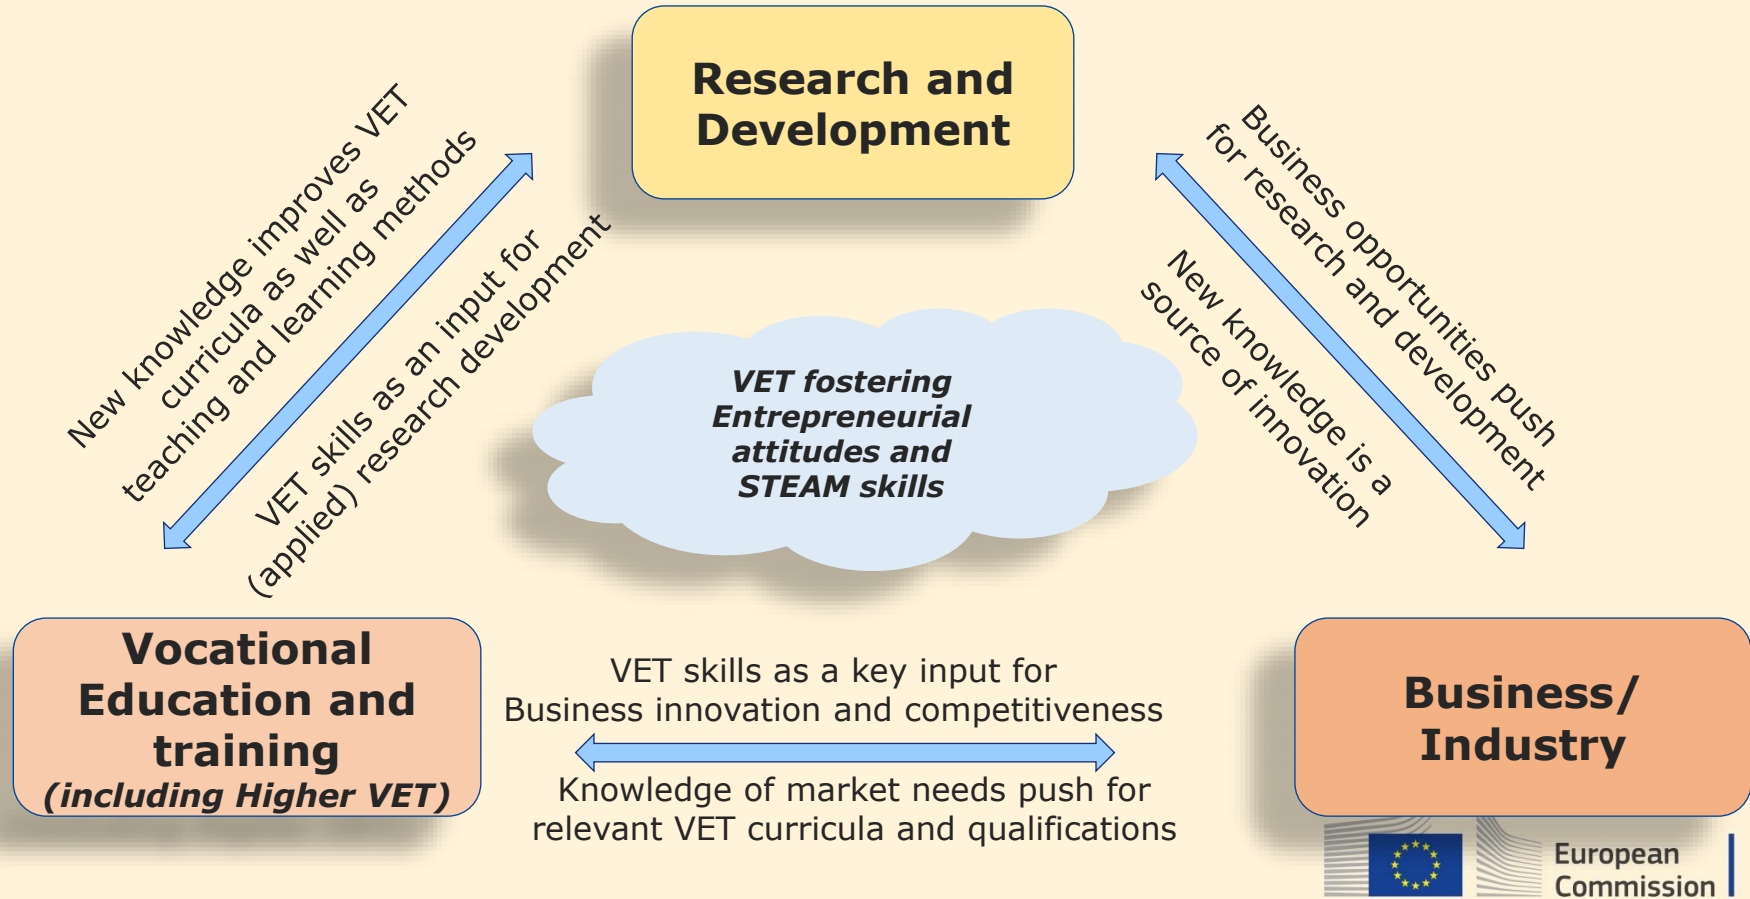 Research and
Development
New knowledge improves VET
curricula as well as
teaching and learning methods
VET skills as an input for
(applied) research development
Business opportunities push
for research and development
New knowledge is a
source of innovation
VET fostering
Entrepreneurial
attitudes and
STEAM skills
Vocational
Education and
training
(including Higher VET)
VET skills as a key input for
Business innovation and competitiveness
Knowledge of market needs push for
relevant VET curricula and qualifications
Business/
Industry
European
Commission